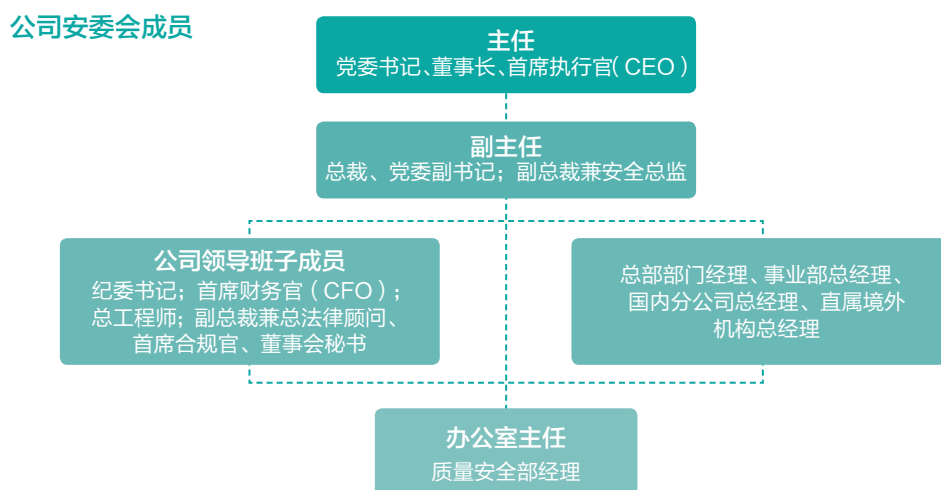 公司安委会成员
主任
党委书记、董事长、首席执行官（CEO）
副主任
总裁、党委副书记；副总裁兼安全总监
公司领导班子成员
纪委书记；首席财务官（CFO）；
总工程师；副总裁兼总法律顾问、
首席合规官、董事会秘书
总部部门经理、事业部总经理、
国内分公司总经理、直属境外
机构总经理
办公室主任
质量安全部经理